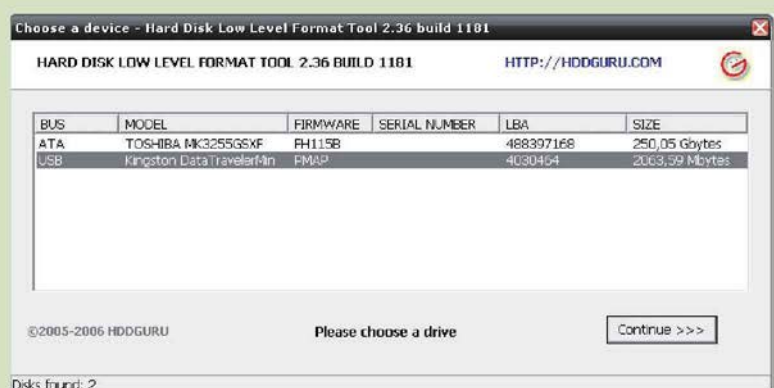 Choose a device - Hard Disk Low Level Format Tool 2.36 build 1181
HARD DISK LOW LEVEL FORMAT TOOL 2.36 BUILD 1181 HTTP://HDDGURU.COM
BUS MODEL FIRMWARE SERIAL NUMBER LBA SIZE
ATA TOSHIBA MK3255GSXF FH115B 488397168 250,05 Gbytes
USB Kingston DataTravelerMin PMAP 4030464 2063,59 Mbytes
©2005-2006 HDDGURU Please choose a drive Continue >>>
Disks found: 2